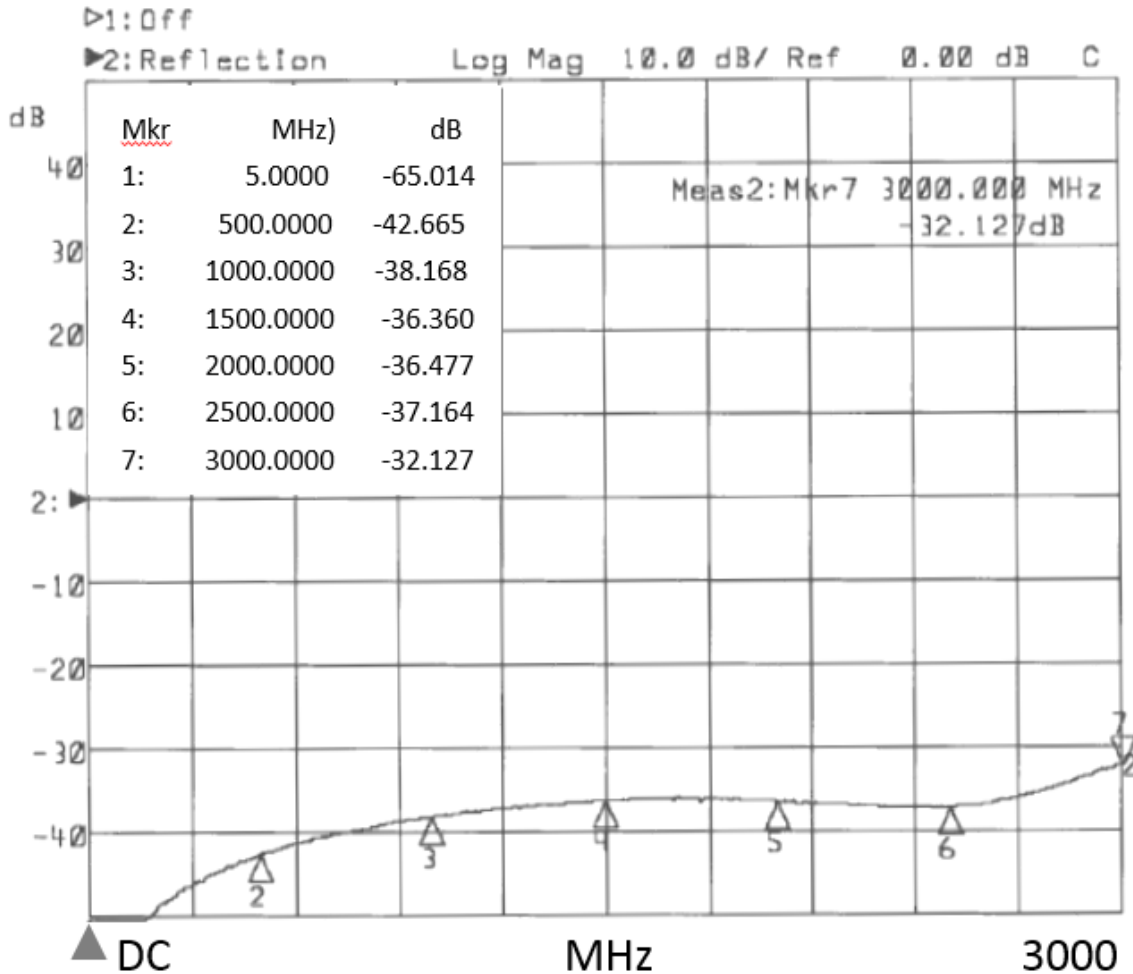 1:Off
2:Reflection Log Mag 10.0 dB/ Ref 0.00 dB C
dB
Mkr MHz) dB
1: 5.0000 -65.014
2: 500.0000 -42.665
3: 1000.0000 -38.168
4: 1500.0000 -36.360
5: 2000.0000 -36.477
6: 2500.0000 -37.164
7: 3000.0000 -32.127
Meas2:Mkr7 3000.000 MHz
-32.127dB
40
30
20
10
2:
-10
-20
-30
-40
2
3
4
5
6
7
2
DC MHz 3000